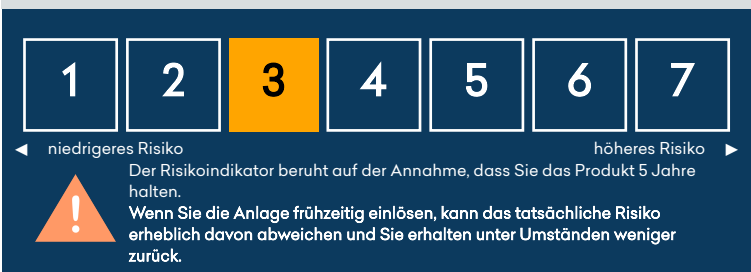 1 2 3 4 5 6 7
◄ niedrigeres Risiko höheres Risiko ►
Der Risikoindikator beruht auf der Annahme, dass Sie das Produkt 5 Jahre
halten.
Wenn Sie die Anlage frühzeitig einlösen, kann das tatsächliche Risiko
erheblich davon abweichen und Sie erhalten unter Umständen weniger
zurück.
!